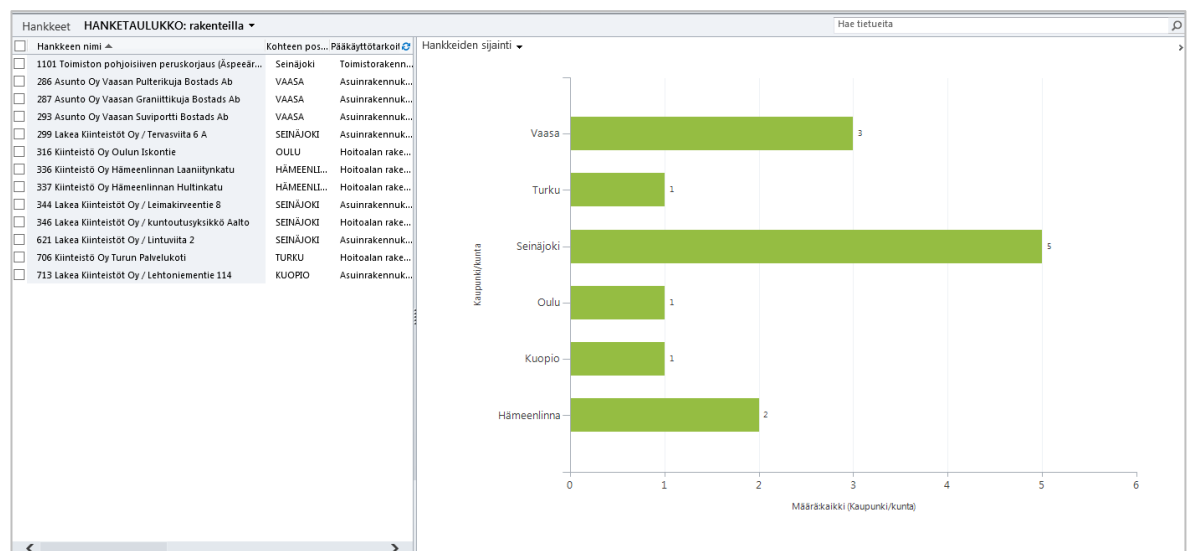 Hankkeet HANKETAULUKKO: rakenteilla
Hae tietueita
Hankkeen nimi Kohteen pos... Pääkäyttötarkoit
1101 Toimiston pohjoisiiven peruskorjaus (Äspeeär... Seinäjoki Toimistorakenn...
286 Asunto Oy Vaasan Pulterikuja Bostads Ab VAASA Asuinrakennuk...
287 Asunto Oy Vaasan Graniittikuja Bostads Ab VAASA Asuinrakennuk...
293 Asunto Oy Vaasan Suviportti Bostads Ab VAASA Asuinrakennuk...
299 Lakea Kiinteistöt Oy / Tervasviita 6 A SEINÄJOKI Asuinrakennuk...
316 Kiinteistö Oy Oulun Iskontie OULU Hoitoalan rake...
336 Kiinteistö Oy Hämeenlinnan Laaniitynkatu HÄMEENLI... Hoitoalan rake...
337 Kiinteistö Oy Hämeenlinnan Hultinkatu HÄMEENLI... Hoitoalan rake...
344 Lakea Kiinteistöt Oy / Leimakirveentie 8 SEINÄJOKI Asuinrakennuk...
346 Lakea Kiinteistöt Oy / kuntoutusyksikkö Aalto SEINÄJOKI Hoitoalan rake...
621 Lakea Kiinteistöt Oy / Lintuviita 2 SEINÄJOKI Asuinrakennuk...
706 Kiinteistö Oy Turun Palvelukoti TURKU Hoitoalan rake...
713 Lakea Kiinteistöt Oy / Lehtoniementie 114 KUOPIO Asuinrakennuk...
Hankkeiden sijainti
Kaupunki/kunta
Vaasa 3
Turku 1
Seinäjoki 5
Oulu 1
Kuopio 1
Hämeenlinna 2
0 1 2 3 4 5 6
Määrä:kaikki (Kaupunki/kunta)